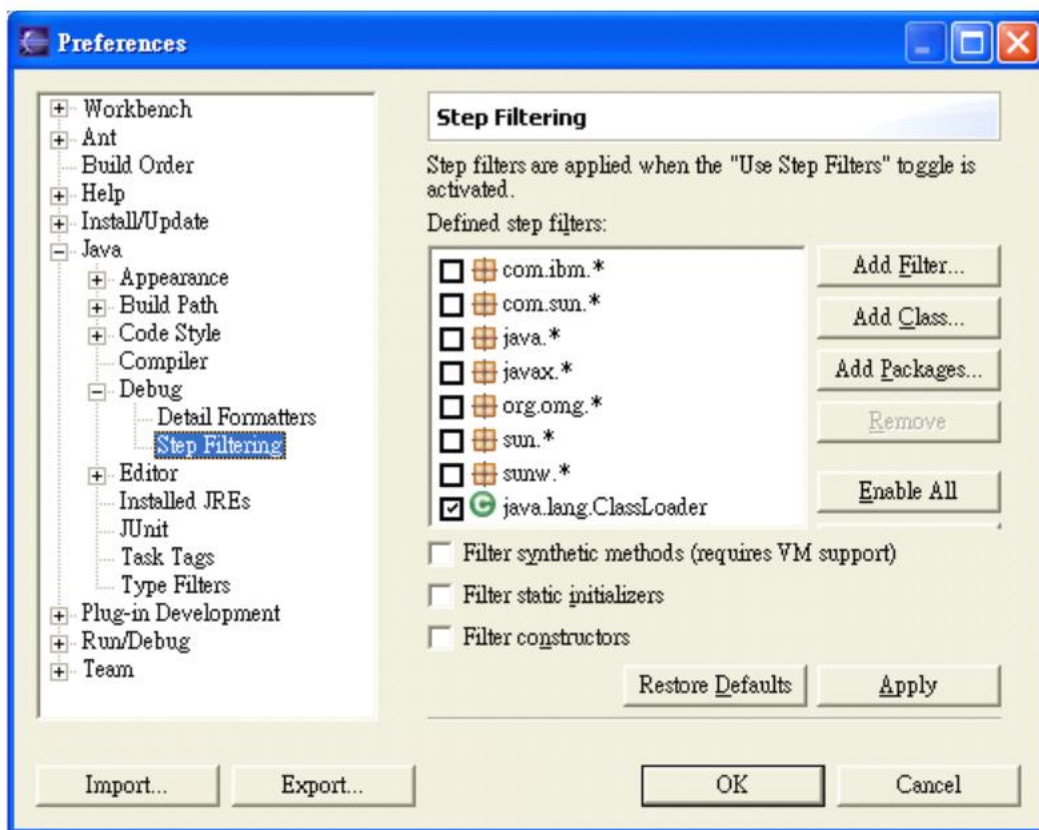 Preferences
Workbench
Ant
Build Order
Help
Install/Update
Java
Appearance
Build Path
Code Style
Compiler
Debug
Detail Formatters
Step Filtering
Editor
Installed JREs
JUnit
Task Tags
Type Filters
Plug-in Development
Run/Debug
Team
Step Filtering
Step filters are applied when the "Use Step Filters" toggle is
activated.
Defined step filters:
com.ibm.*
com.sun.*
java.*
javax.*
org.omg.*
sun.*
sunw.*
java.lang.ClassLoader
Add Filter...
Add Class...
Add Packages...
Remove
Enable All
Filter synthetic methods (requires VM support)
Filter static initializers
Filter constructors
Restore Defaults
Apply
Import...
Export...
OK
Cancel